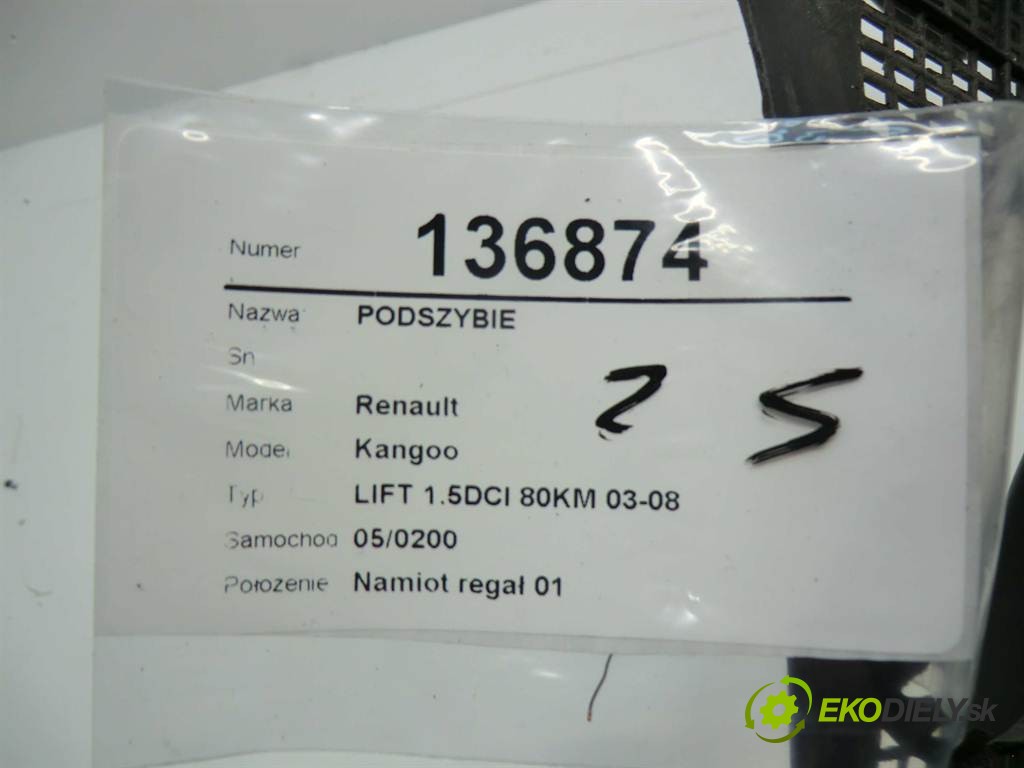 Numer 136874
Nazwa PODSZYBIE
Sn
Marka Renault
Model Kangoo
Typ LIFT 1.5DCI 80KM 03-08
Samochod 05/0200
Położenie Namiot regał 01
2 5
EKODIELY.sk